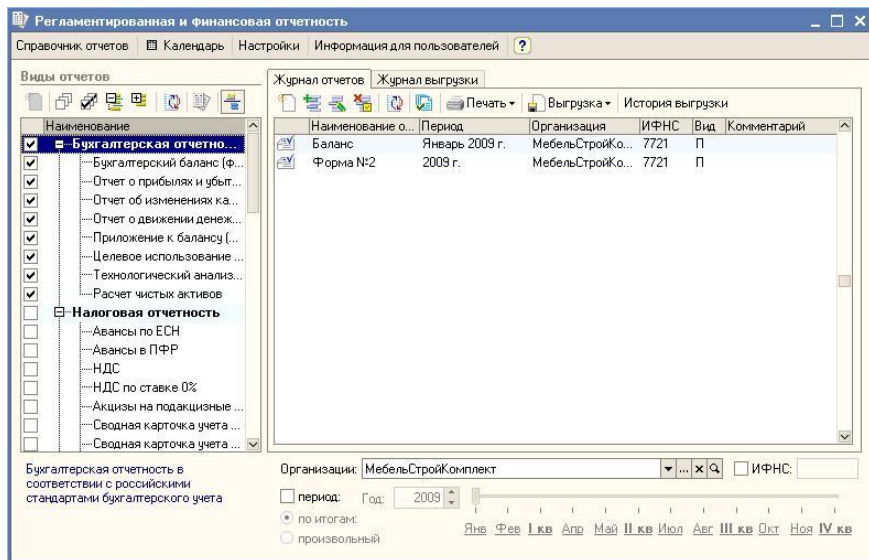 Регламентированная и финансовая отчетность
Справочник отчетов Календарь Настройки Информация для пользователей ?
Виды отчетов
Наименование
Бухгалтерская отчетно...
Бухгалтерский баланс (ф...
Отчет о прибылях и убыт...
Отчет об изменениях ка...
Отчет о движении денеж...
Приложение к балансу (...
Целевое использование ...
Технологический анализ...
Расчет чистых активов
Налоговая отчетность
Авансы по ЕСН
Авансы в ПФР
НДС
НДС по ставке 0%
Акцизы на подакцизные ...
Сводная карточка учета ...
Сводная карточка учета ...
Бухгалтерская отчетность в
соответствии с российскими
стандартами бухгалтерского учета
Журнал отчетов Журнал выгрузки
Печать Выгрузка История выгрузки
Наименование о... Период Организация ИФНС Вид Комментарий
Баланс Январь 2009 г. МебельСтройКо... 7721 П
Форма №2 2009 г. МебельСтройКо... 7721 П
Организации: МебельСтройКомплект ... ИФНС:
период: Год: 2009
по итогам:
произвольный
Янв Фев I кв Апр Май II кв Июл Авг III кв Окт Ноя IV кв